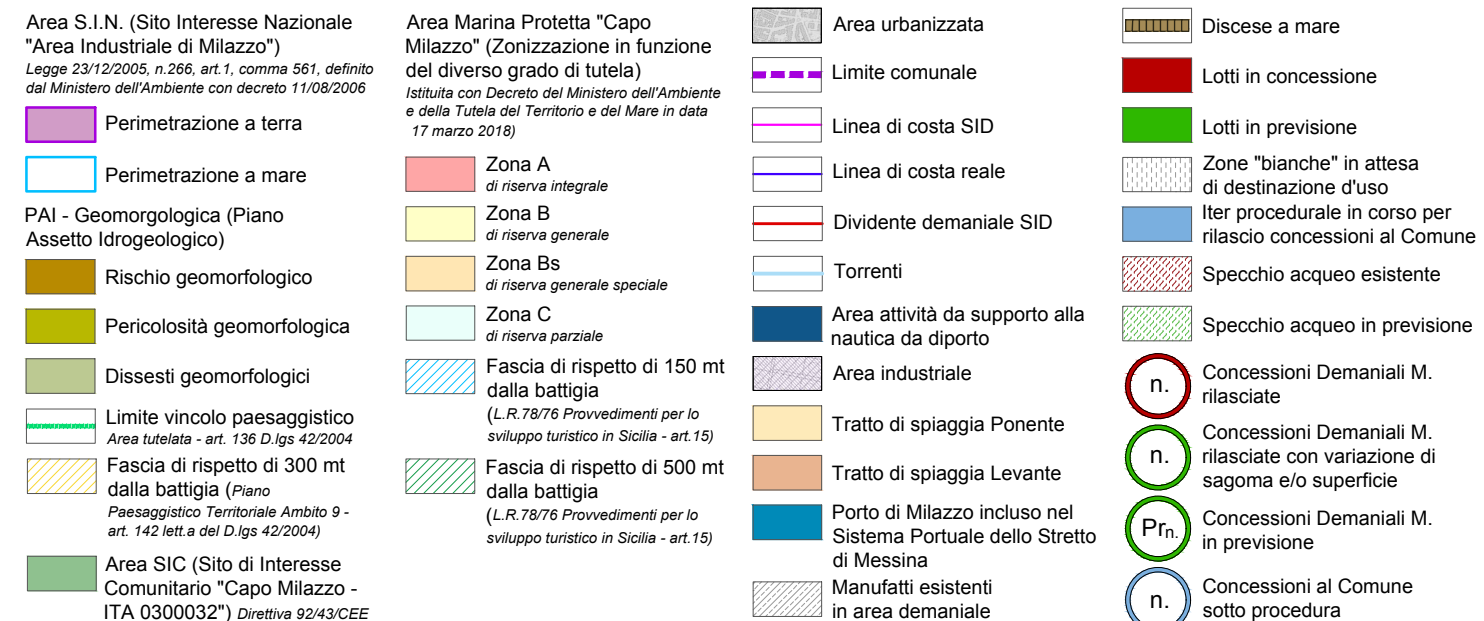 Area S.I.N. (Sito Interesse Nazionale
"Area Industriale di Milazzo")
Legge 23/12/2005, n.266, art.1, comma 561, definito
dal Ministero dell'Ambiente con decreto 11/08/2006
Perimetrazione a terra
Perimetrazione a mare
PAI - Geomorgologica (Piano
Assetto Idrogeologico)
Rischio geomorfologico
Pericolosità geomorfologica
Dissesti geomorfologici
Limite vincolo paesaggistico
Area tutelata - art. 136 D.lgs 42/2004
Fascia di rispetto di 300 mt
dalla battigia (Piano
Paesaggistico Territoriale Ambito 9 -
art. 142 lett.a del D.lgs 42/2004)
Area SIC (Sito di Interesse
Comunitario "Capo Milazzo -
ITA 0300032") Direttiva 92/43/CEE
Area Marina Protetta "Capo
Milazzo" (Zonizzazione in funzione
del diverso grado di tutela)
Istituita con Decreto del Ministero dell'Ambiente
e della Tutela del Territorio e del Mare in data
17 marzo 2018)
Zona A
di riserva integrale
Zona B
di riserva generale
Zona Bs
di riserva generale speciale
Zona C
di riserva parziale
Fascia di rispetto di 150 mt
dalla battigia
(L.R.78/76 Provvedimenti per lo
sviluppo turistico in Sicilia - art.15)
Fascia di rispetto di 500 mt
dalla battigia
(L.R.78/76 Provvedimenti per lo
sviluppo turistico in Sicilia - art.15)
Area urbanizzata
Limite comunale
Linea di costa SID
Linea di costa reale
Dividente demaniale SID
Torrenti
Area attività da supporto alla
nautica da diporto
Area industriale
Tratto di spiaggia Ponente
Tratto di spiaggia Levante
Porto di Milazzo incluso nel
Sistema Portuale dello Stretto
di Messina
Manufatti esistenti
in area demaniale
Discese a mare
Lotti in concessione
Lotti in previsione
Zone "bianche" in attesa
di destinazione d'uso
Iter procedurale in corso per
rilascio concessioni al Comune
Specchio acqueo esistente
Specchio acqueo in previsione
n. Concessioni Demaniali M.
rilasciate
n. Concessioni Demaniali M.
rilasciate con variazione di
sagoma e/o superficie
Prn. Concessioni Demaniali M.
in previsione
n. Concessioni al Comune
sotto procedura